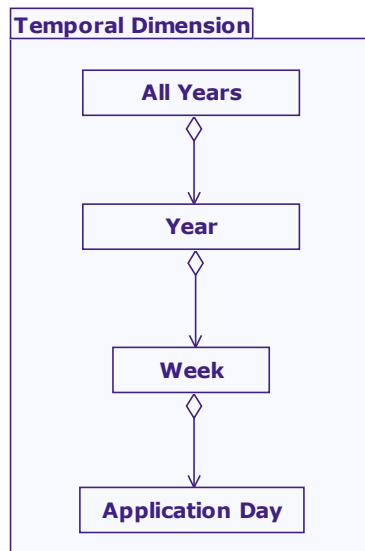 Temporal Dimension
All Years
Year
Week
Application Day